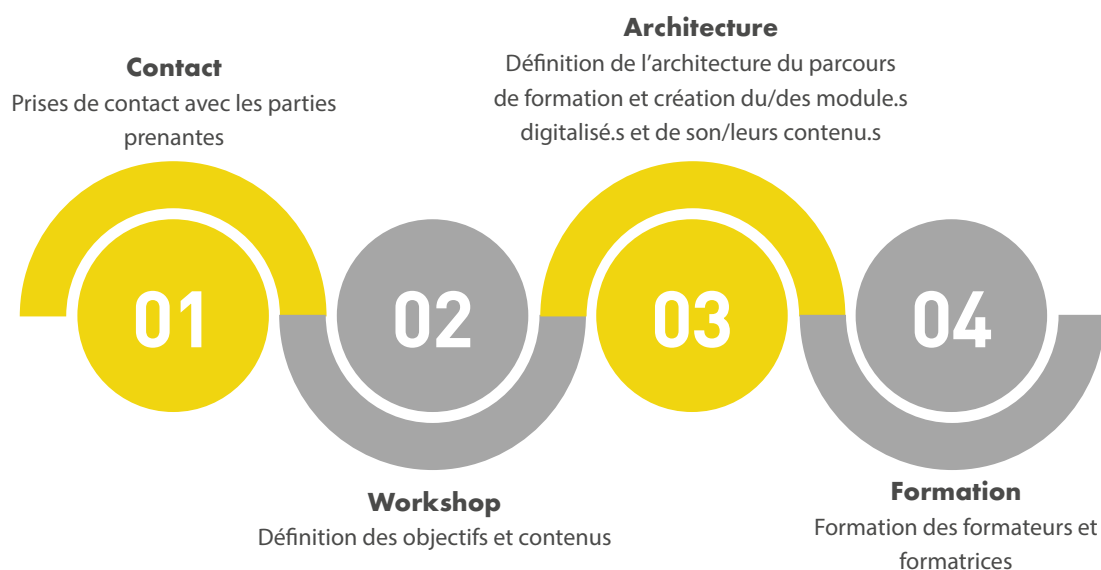 Contact
Prises de contact avec les parties
prenantes
01
Workshop
Définition des objectifs et contenus
02
Architecture
Définition de l’architecture du parcours
de formation et création du/des module.s
digitalisé.s et de son/leurs contenu.s
03
Formation
Formation des formateurs et
formatrices
04